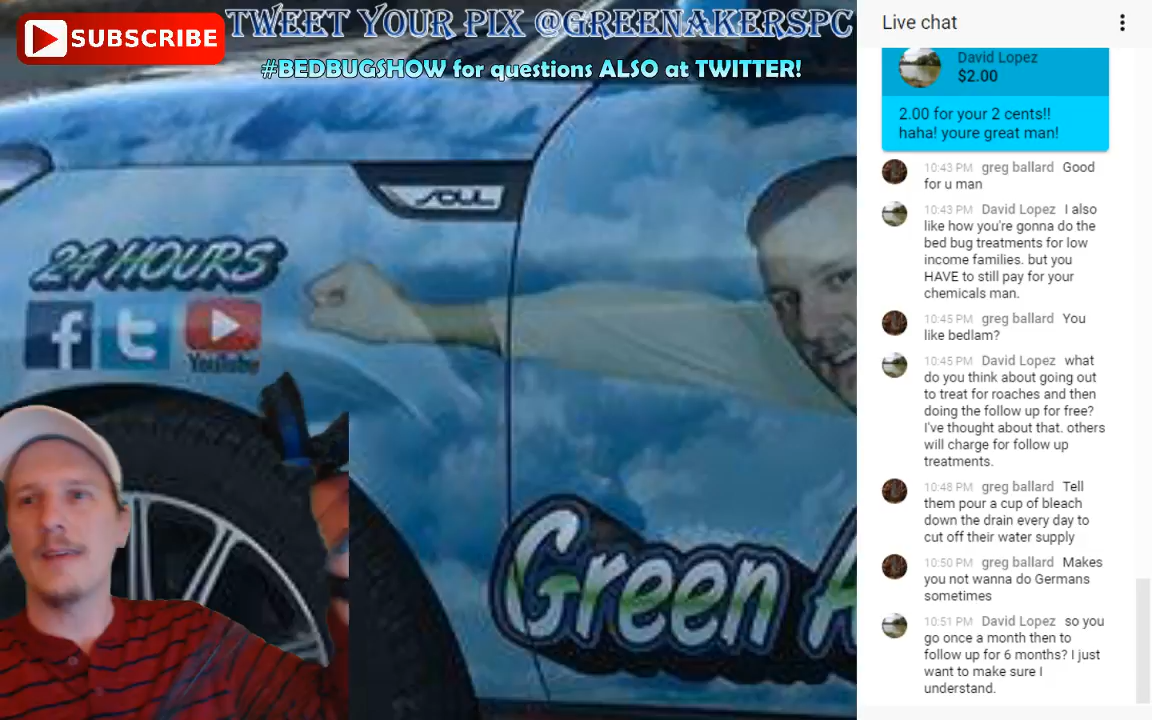 SUBSCRIBE
TWEET YOUR PIX @GREENAKERSPC
#BEDBUGSHOW for questions ALSO at TWITTER!
SOUL
24 HOURS
f t
YouTube
Green A
Live chat
David Lopez
$2.00
2.00 for your 2 cents!!
haha! youre great man!
10:43 PM greg ballard Good
for u man
10:43 PM David Lopez I also
like how you're gonna do the
bed bug treatments for low
income families. but you
HAVE to still pay for your
chemicals man.
10:45 PM greg ballard You
like bedlam?
10:45 PM David Lopez what
do you think about going out
to treat for roaches and then
doing the follow up for free?
I've thought about that. others
will charge for follow up
treatments.
10:48 PM greg ballard Tell
them pour a cup of bleach
down the drain every day to
cut off their water supply
10:50 PM greg ballard Makes
you not wanna do Germans
sometimes
10:51 PM David Lopez so you
go once a month then to
follow up for 6 months? I just
want to make sure I
understand.